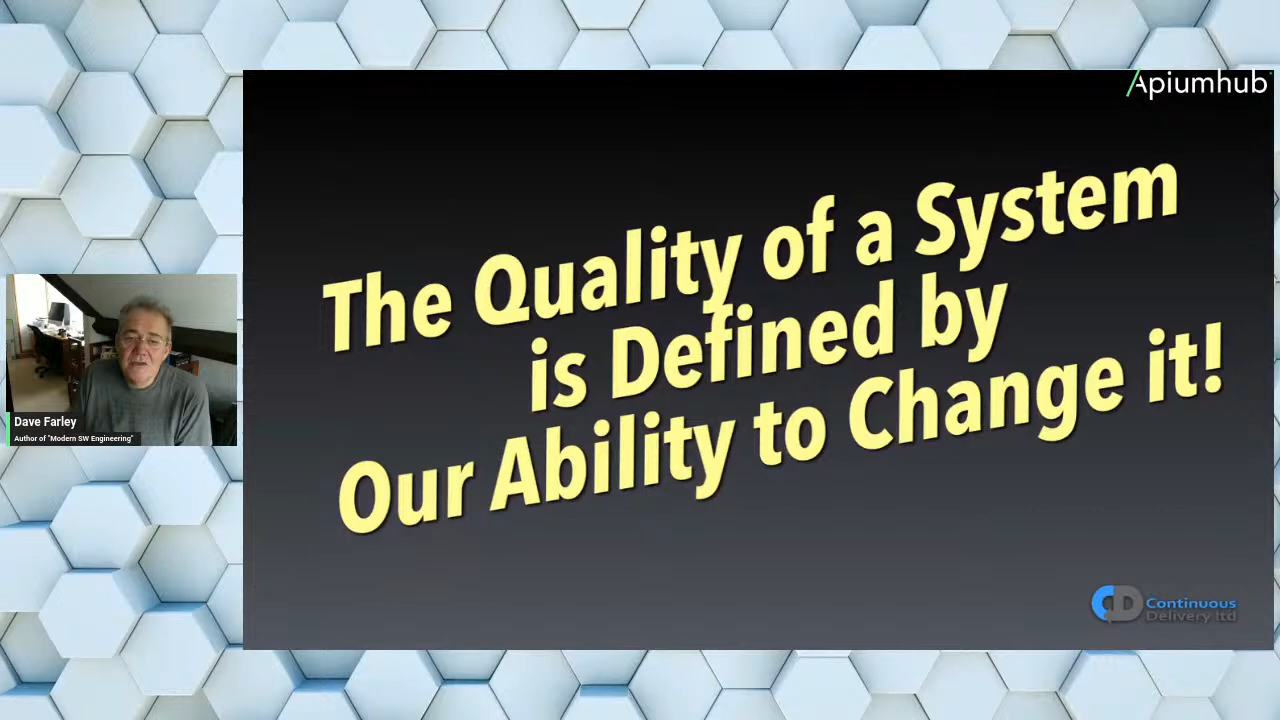 Apiumhub
The Quality of a System
is Defined by
Our Ability to Change it!
Dave Farley
Author of "Modern SW Engineering"
CD
Continuous
Delivery ltd